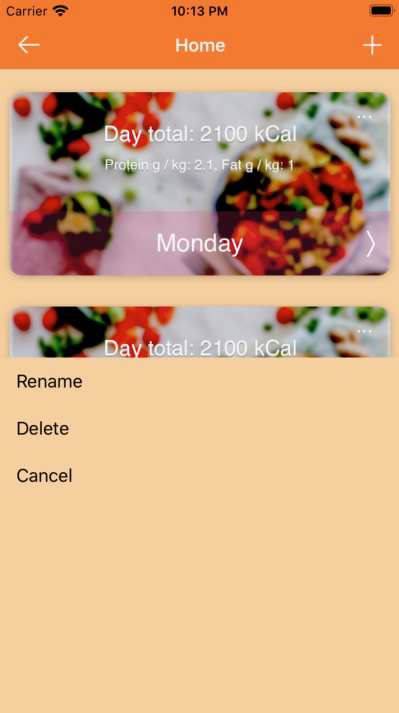 Carrier 10:13 PM
Home
Day total: 2100 kCal
Protein g / kg: 2.1, Fat g / kg: 1
Monday
Day total: 2100 kCal
Rename
Delete
Cancel